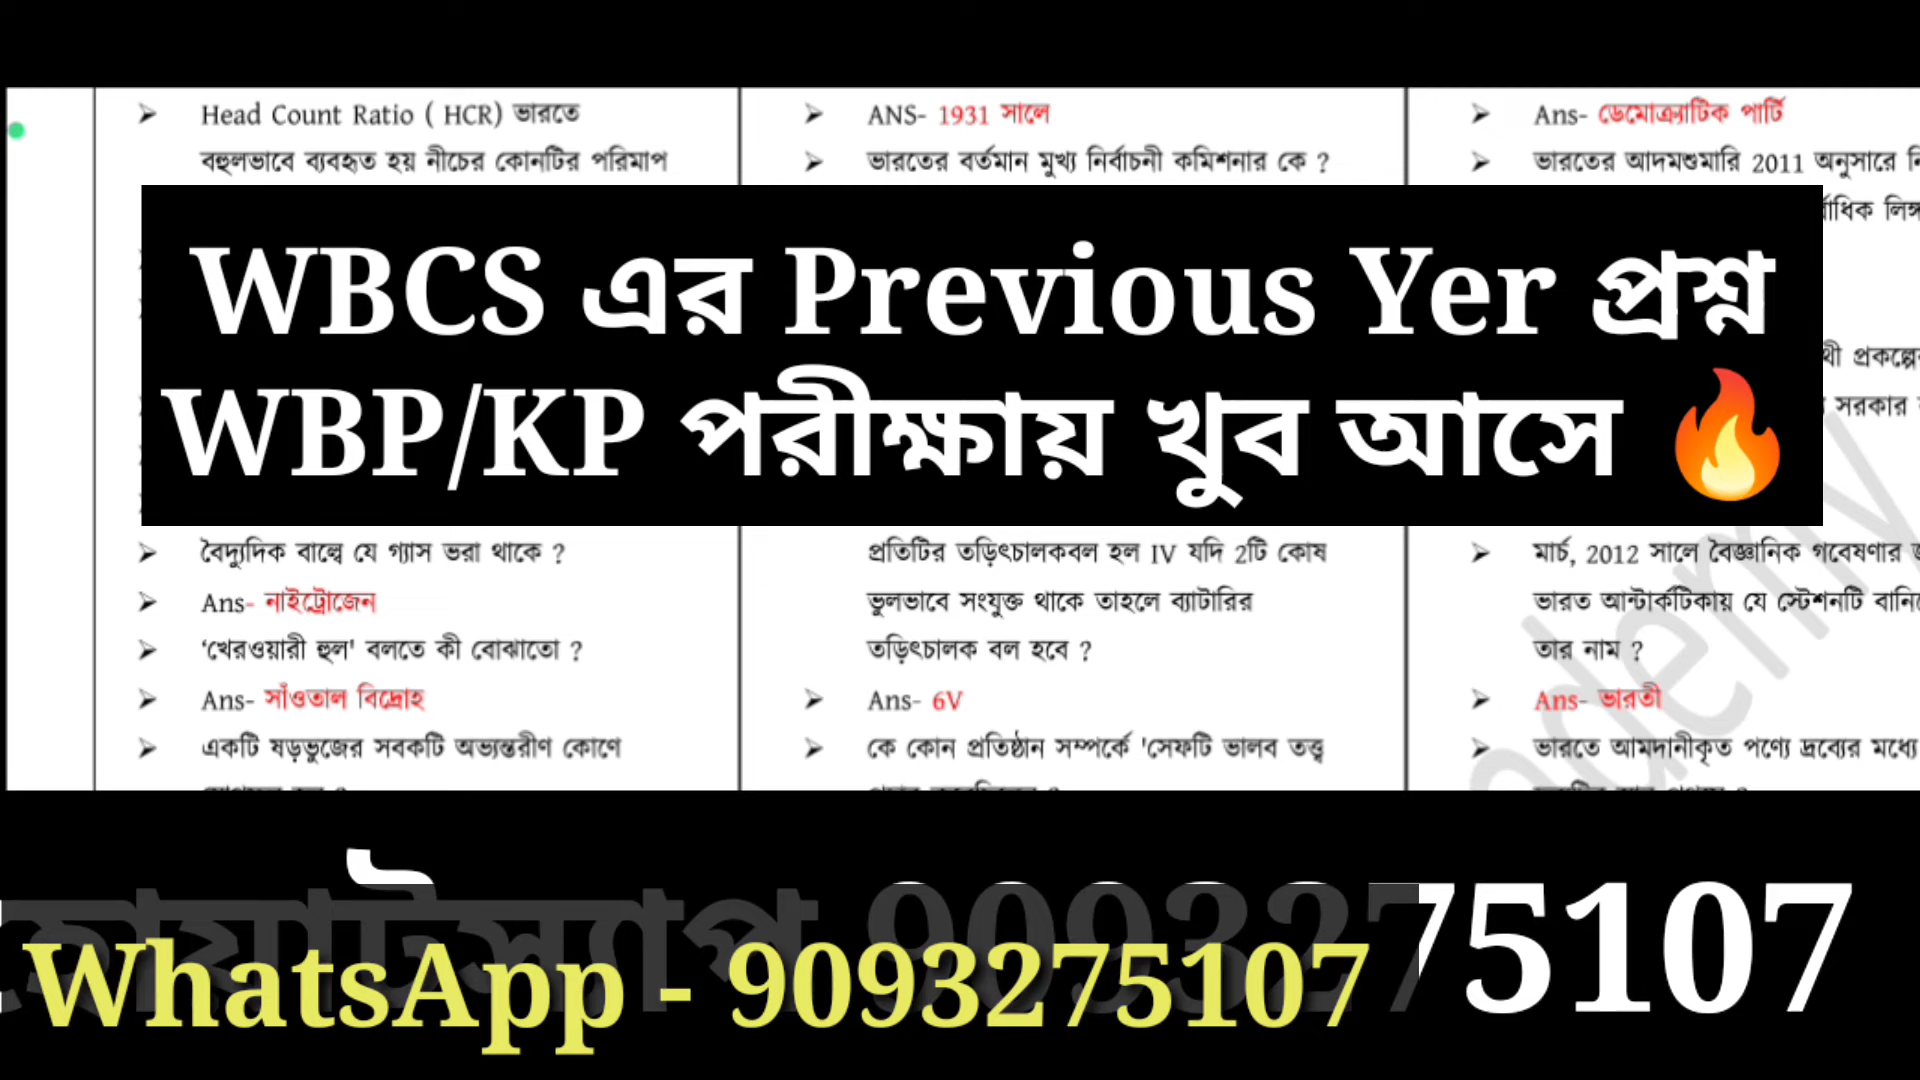 Head Count Ratio ( HCR) ভারতে
বহুলভাবে ব্যবহৃত হয় নীচের কোনটির পরিমাপ
ANS- 1931 সালে
ভারতের বর্তমান মুখ্য নির্বাচনী কমিশনার কে ?
Ans- ডেমোক্র্যাটিক পার্টি
ভারতের আদমশুমারি 2011 অনুসারে
WBCS এর Previous Yer প্রশ্ন
WBP/KP পরীক্ষায় খুব আসে 🔥
প্রকল্পের
সরকার
বৈদ্যুদিক বাল্বে যে গ্যাস ভরা থাকে ?
Ans- নাইট্রোজেন
‘খেরওয়ারী হুল' বলতে কী বোঝাতো ?
Ans- সাঁওতাল বিদ্রোহ
একটি ষড়ভুজের সবকটি অভ্যন্তরীণ কোণে
প্রতিটির তড়িৎচালকবল হল IV যদি 2টি কোষ
ভুলভাবে সংযুক্ত থাকে তাহলে ব্যাটারির
তড়িৎচালক বল হবে ?
Ans- 6V
কে কোন প্রতিষ্ঠান সম্পর্কে 'সেফটি ভালব তত্ত্ব
মার্চ, 2012 সালে বৈজ্ঞানিক গবেষণার
ভারত আন্টার্কটিকায় যে স্টেশনটি
তার নাম ?
Ans- ভারতী
ভারতে আমদানীকৃত পণ্যে দ্রব্যের মধ্যে
হোয়াটস্যাপ 9093275107
WhatsApp - 9093275107